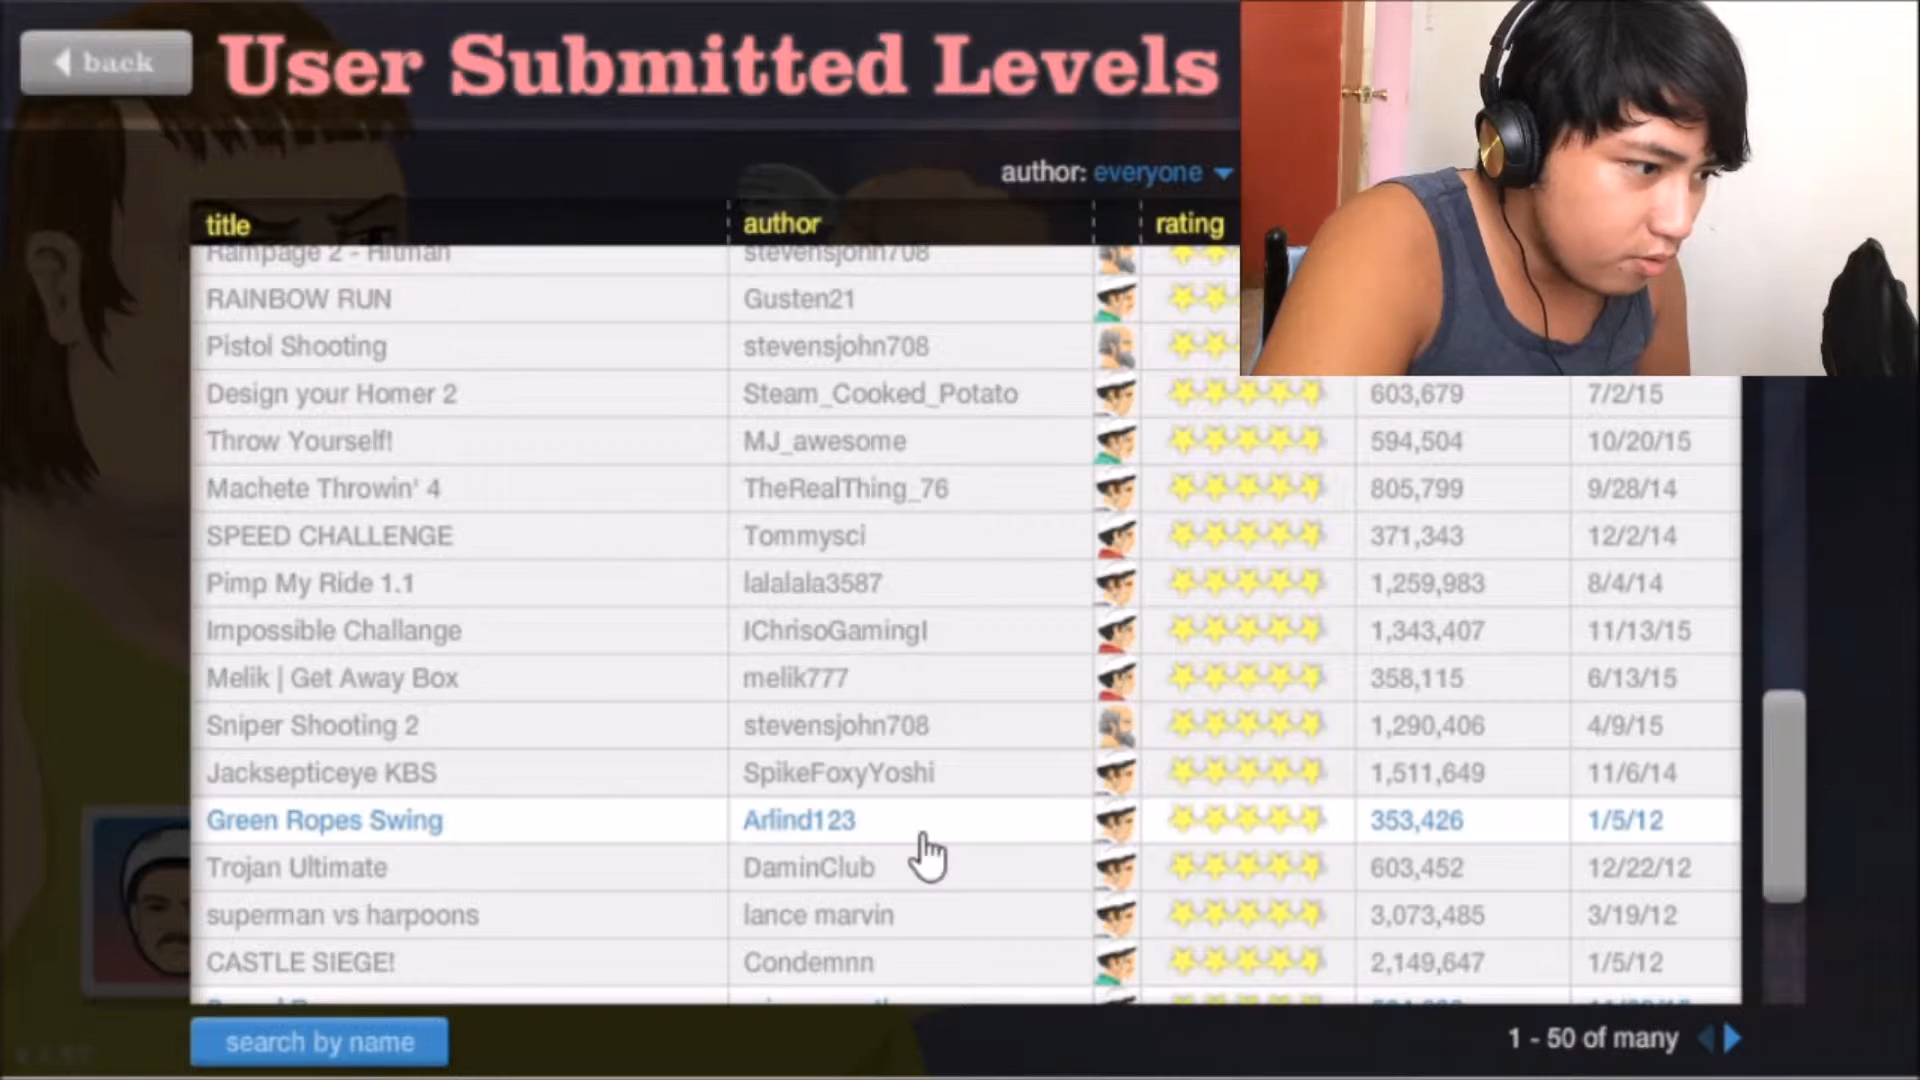 back
User Submitted Levels
author: everyone
title author rating
Rampage 2 - Hitman stevensjohn708
RAINBOW RUN Gusten21
Pistol Shooting stevensjohn708
Design your Homer 2 Steam_Cooked_Potato 603,679 7/2/15
Throw Yourself! MJ_awesome 594,504 10/20/15
Machete Throwin' 4 TheRealThing_76 805,799 9/28/14
SPEED CHALLENGE Tommysci 371,343 12/2/14
Pimp My Ride 1.1 lalalala3587 1,259,983 8/4/14
Impossible Challange IChrisoGamingI 1,343,407 11/13/15
Melik | Get Away Box melik777 358,115 6/13/15
Sniper Shooting 2 stevensjohn708 1,290,406 4/9/15
Jacksepticeye KBS SpikeFoxyYoshi 1,511,649 11/6/14
Green Ropes Swing Arlind123 353,426 1/5/12
Trojan Ultimate DaminClub 603,452 12/22/12
superman vs harpoons lance marvin 3,073,485 3/19/12
CASTLE SIEGE! Condemnn 2,149,647 1/5/12
search by name
1 - 50 of many